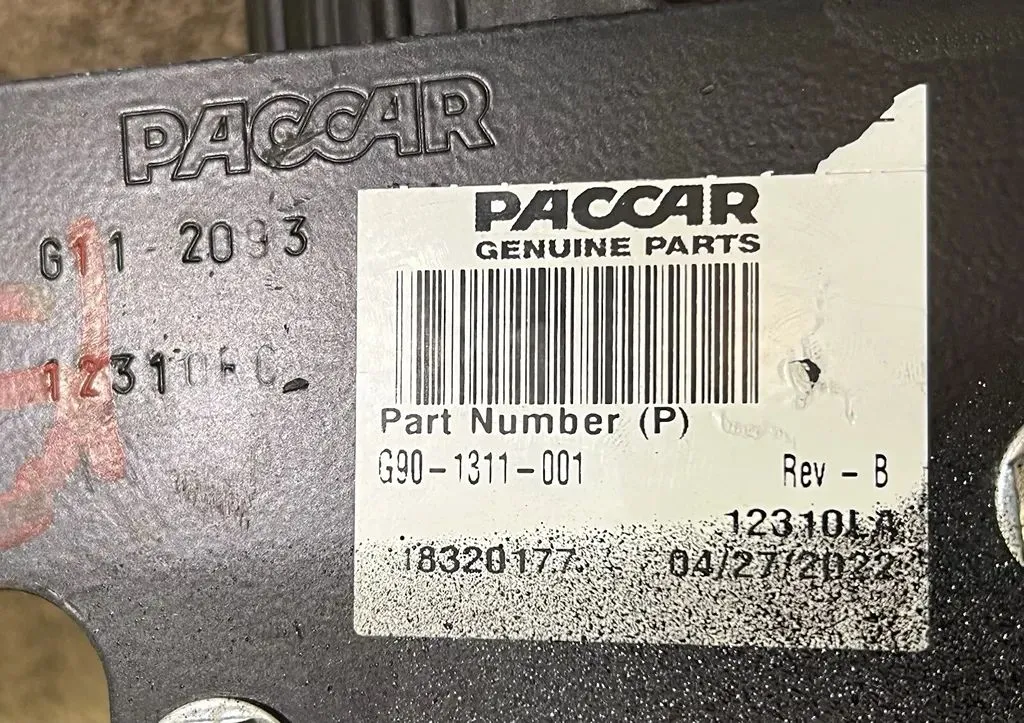 PACCAR
G11-2093
PACCAR
GENUINE PARTS
Part Number (P)
G90-1311-001 Rev - B
12310LA
18320177 04/27/2022